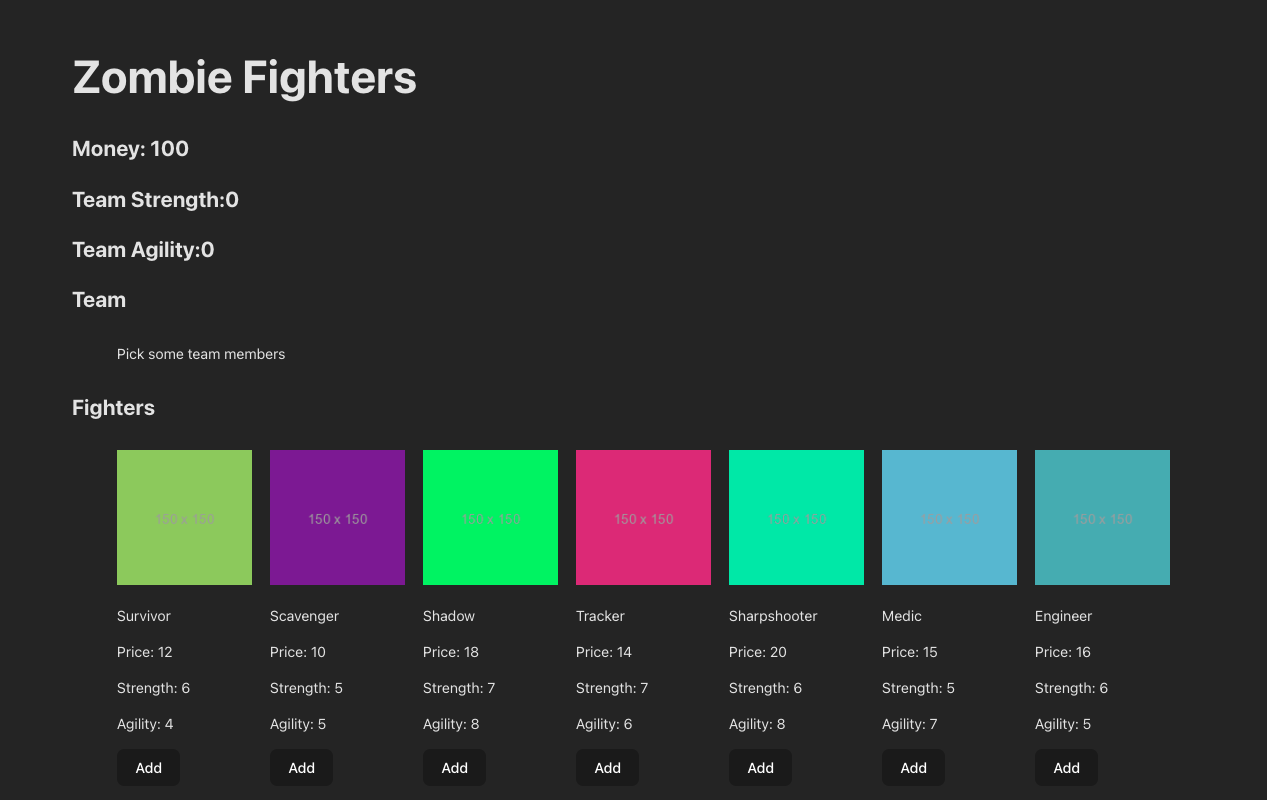 Zombie Fighters
Money: 100
Team Strength:0
Team Agility:0
Team
Pick some team members
Fighters
150 x 150 150 x 150 150 x 150 150 x 150 150 x 150 150 x 150 150 x 150
Survivor Scavenger Shadow Tracker Sharpshooter Medic Engineer
Price: 12 Price: 10 Price: 18 Price: 14 Price: 20 Price: 15 Price: 16
Strength: 6 Strength: 5 Strength: 7 Strength: 7 Strength: 6 Strength: 5 Strength: 6
Agility: 4 Agility: 5 Agility: 8 Agility: 6 Agility: 8 Agility: 7 Agility: 5
Add Add Add Add Add Add Add